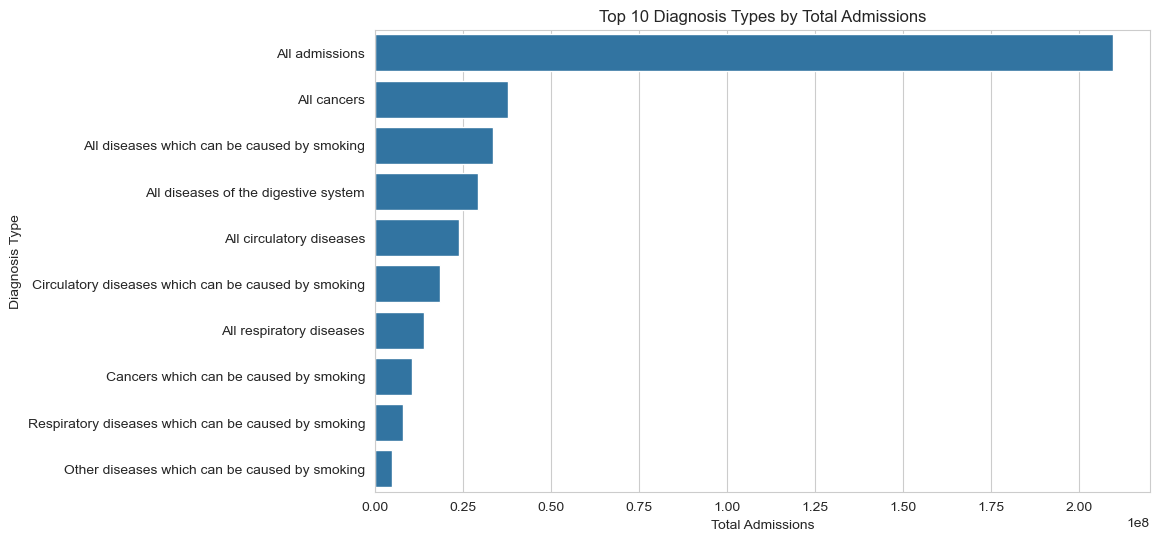 Top 10 Diagnosis Types by Total Admissions
All admissions
All cancers
All diseases which can be caused by smoking
All diseases of the digestive system
All circulatory diseases
Circulatory diseases which can be caused by smoking
All respiratory diseases
Cancers which can be caused by smoking
Respiratory diseases which can be caused by smoking
Other diseases which can be caused by smoking
Diagnosis Type
0.00 0.25 0.50 0.75 1.00 1.25 1.50 1.75 2.00
1e8
Total Admissions